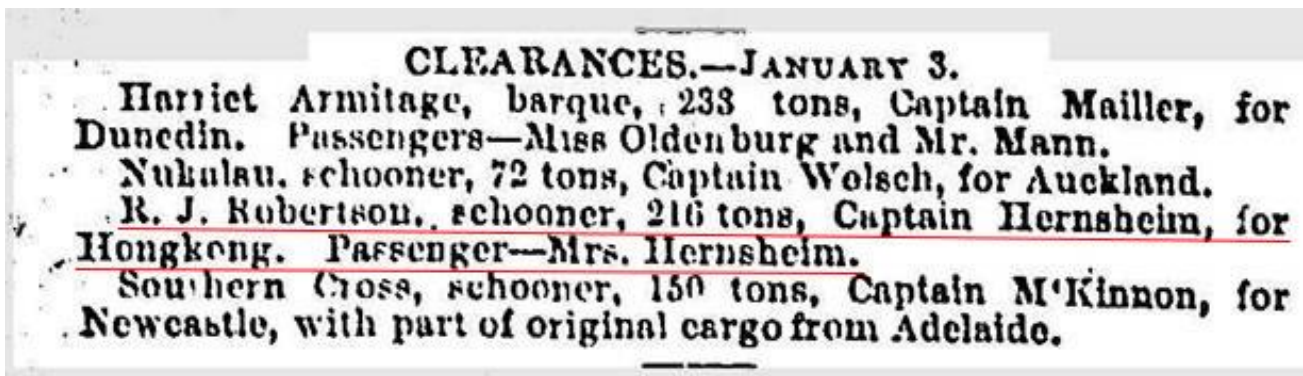 CLEARANCES.—JANUARY 3.
Harriet Armitage, barque, 233 tons, Captain Mailler, for
Dunedin. Passengers—Miss Oldenburg and Mr. Mann.
Nukulau, schooner, 72 tons, Captain Wolsch, for Auckland.
R. J. Robertson, schooner, 216 tons, Captain Hernsheim, for
Hongkong. Passenger—Mrs. Hernsheim.
Southern Cross, schooner, 150 tons, Captain M'Kinnon, for
Newcastle, with part of original cargo from Adelaide.